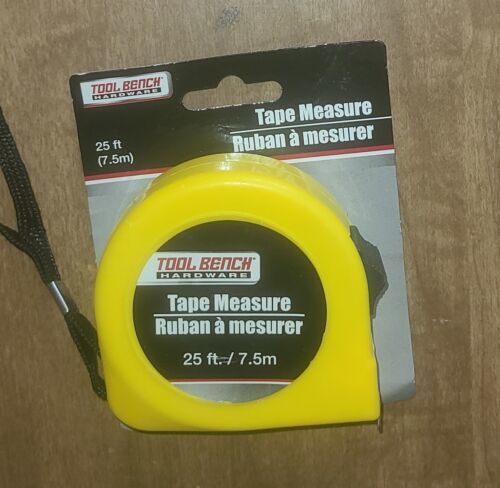 TOOL BENCH
HARDWARE
25 ft
(7.5m)
Tape Measure
Ruban à mesurer
TOOL BENCH
HARDWARE
Tape Measure
Ruban à mesurer
25 ft. / 7.5m